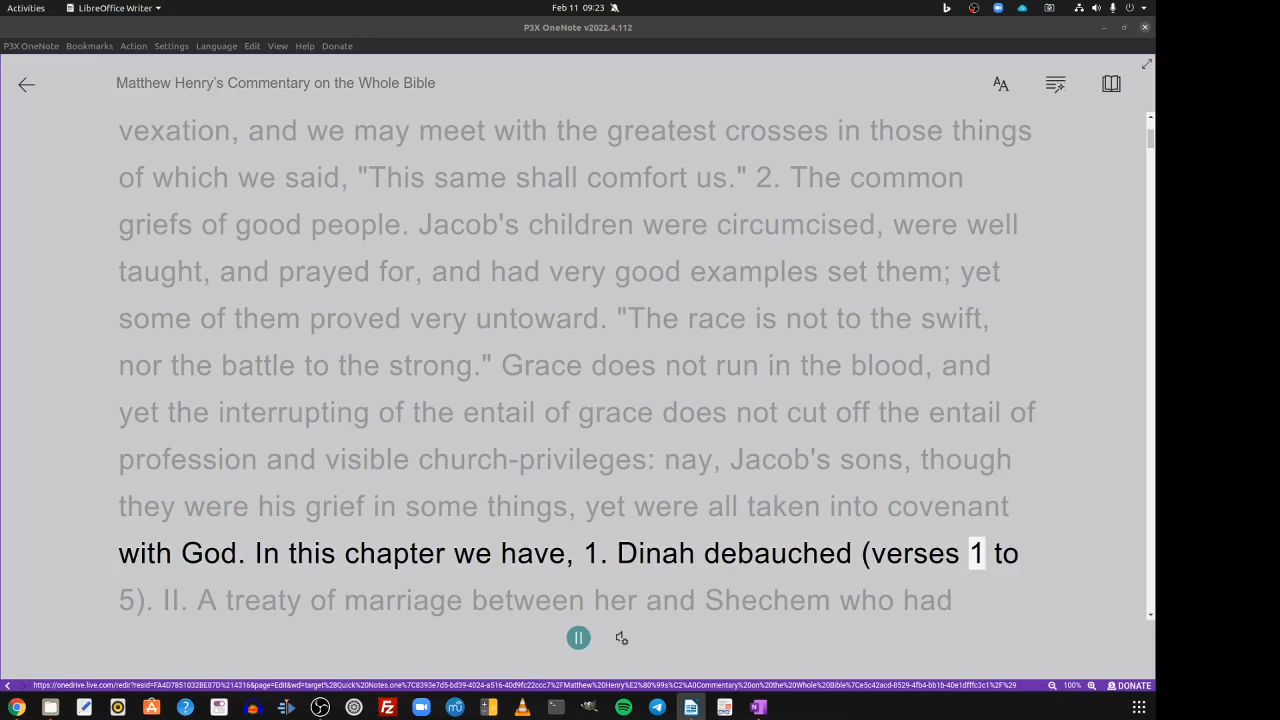 Activities
LibreOffice Writer
Feb 11 09:23
P3X OneNote v2022.4.112
P3X OneNote Bookmarks Action Settings Language Edit View Help Donate
Matthew Henry's Commentary on the Whole Bible
vexation, and we may meet with the greatest crosses in those things
of which we said, "This same shall comfort us." 2. The common
griefs of good people. Jacob's children were circumcised, were well
taught, and prayed for, and had very good examples set them; yet
some of them proved very untoward. "The race is not to the swift,
nor the battle to the strong." Grace does not run in the blood, and
yet the interrupting of the entail of grace does not cut off the entail of
profession and visible church-privileges: nay, Jacob's sons, though
they were his grief in some things, yet were all taken into covenant
with God. In this chapter we have, 1. Dinah debauched (verses 1 to
5). II. A treaty of marriage between her and Shechem who had
100%
DONATE